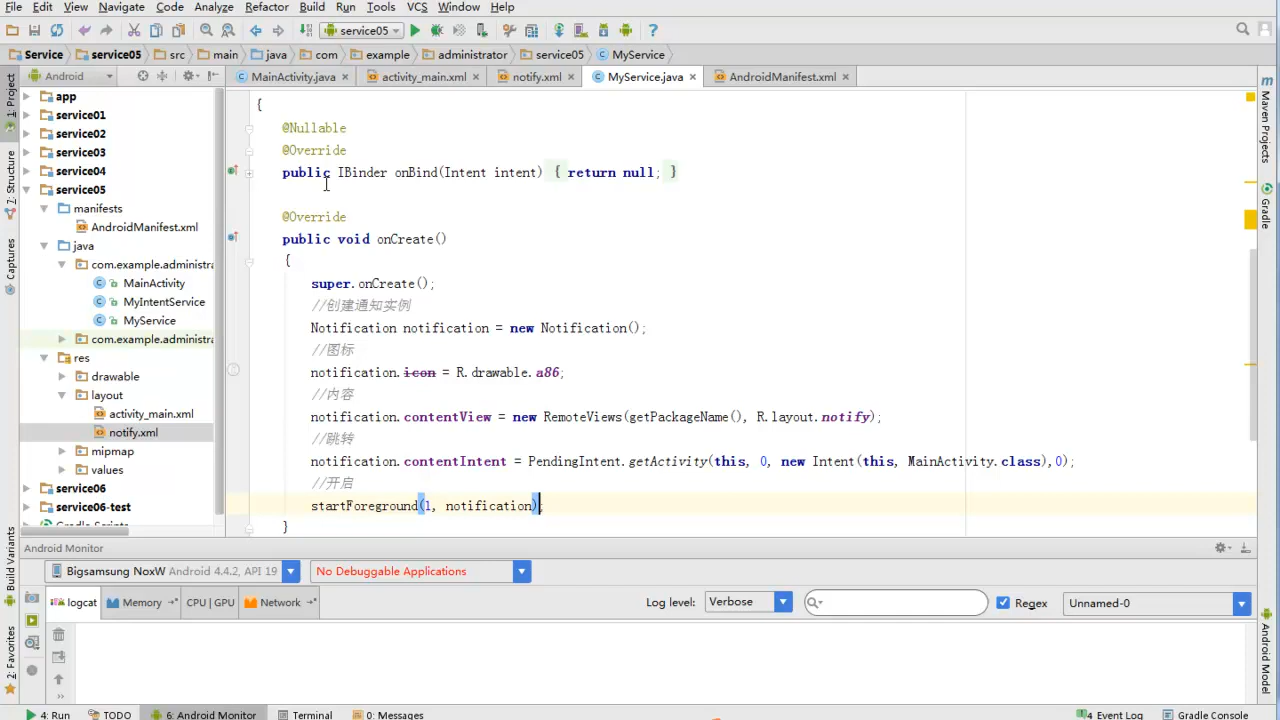 File Edit View Navigate Code Analyze Refactor Build Run Tools VCS Window Help
service05
Service service05 src main java com example administrator service05 MyService
Android
MainActivity.java activity_main.xml notify.xml MyService.java AndroidManifest.xml
1: Project
7: Structure
Captures
Build Variants
2: Favorites
app
service01
service02
service03
service04
service05
manifests
AndroidManifest.xml
java
com.example.administra
MainActivity
MyIntentService
MyService
com.example.administra
res
drawable
layout
activity_main.xml
notify.xml
mipmap
values
service06
service06-test
Gradle Scripts
{
@Nullable
@Override
public IBinder onBind(Intent intent) { return null; }
@Override
public void onCreate()
{
super.onCreate();
//创建通知实例
Notification notification = new Notification();
//图标
notification.icon = R.drawable.a86;
//内容
notification.contentView = new RemoteViews(getPackageName(), R.layout.notify);
//跳转
notification.contentIntent = PendingIntent.getActivity(this, 0, new Intent(this, MainActivity.class),0);
//开启
startForeground(1, notification);
}
Maven Projects
Gradle
Android Model
Android Monitor
Bigsamsung NoxW Android 4.4.2, API 19
No Debuggable Applications
logcat Memory CPU | GPU Network
Log level: Verbose Regex Unnamed-0
4: Run TODO 6: Android Monitor Terminal 0: Messages 4 Event Log Gradle Console